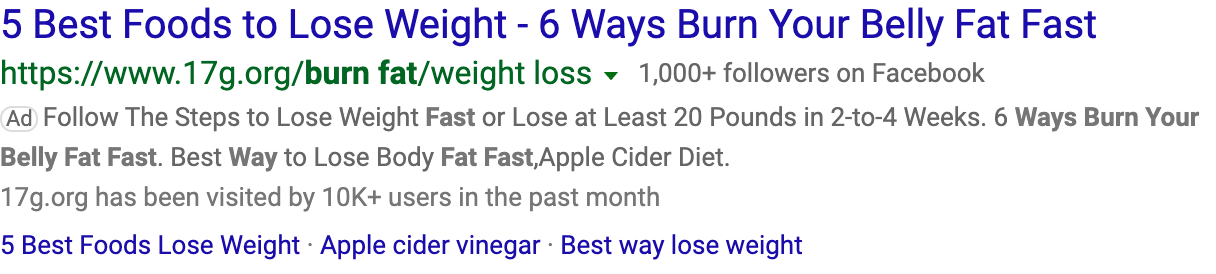 5 Best Foods to Lose Weight - 6 Ways Burn Your Belly Fat Fast
https://www.17g.org/burn fat/weight loss ▾ 1,000+ followers on Facebook
Ad Follow The Steps to Lose Weight Fast or Lose at Least 20 Pounds in 2-to-4 Weeks. 6 Ways Burn Your
Belly Fat Fast. Best Way to Lose Body Fat Fast,Apple Cider Diet.
17g.org has been visited by 10K+ users in the past month
5 Best Foods Lose Weight · Apple cider vinegar · Best way lose weight